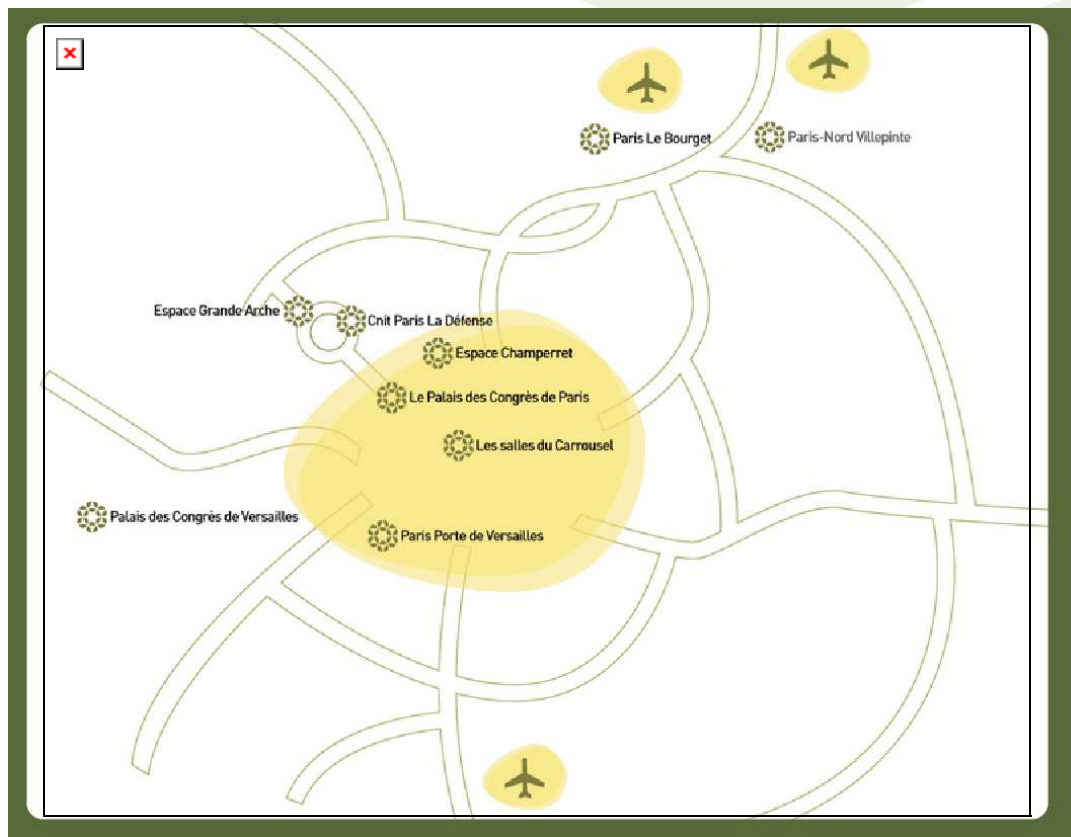 Paris Le Bourget
Paris-Nord Villepinte
Espace Grande Arche
Cnit Paris La Défense
Espace Champerret
Le Palais des Congrès de Paris
Les salles du Carrousel
Palais des Congrès de Versailles
Paris Porte de Versailles